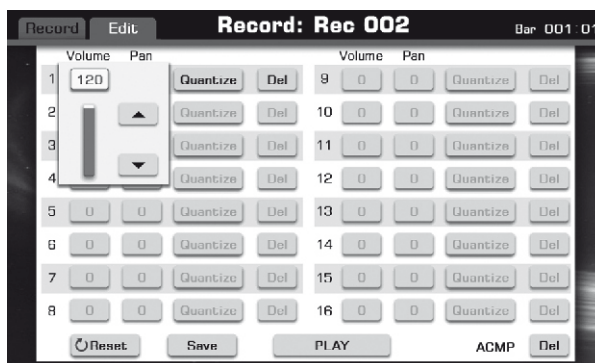 Record Edit Record: Rec 002 Bar 001:01
Volume Pan Volume Pan
1 120 Quantize Del 9 0 0 Quantize Del
2 Quantize Del 10 0 0 Quantize Del
3 Quantize Del 11 0 0 Quantize Del
4 Quantize Del 12 0 0 Quantize Del
5 0 0 Quantize Del 13 0 0 Quantize Del
6 0 0 Quantize Del 14 0 0 Quantize Del
7 0 0 Quantize Del 15 0 0 Quantize Del
8 0 0 Quantize Del 16 0 0 Quantize Del
Reset Save PLAY ACMP Del